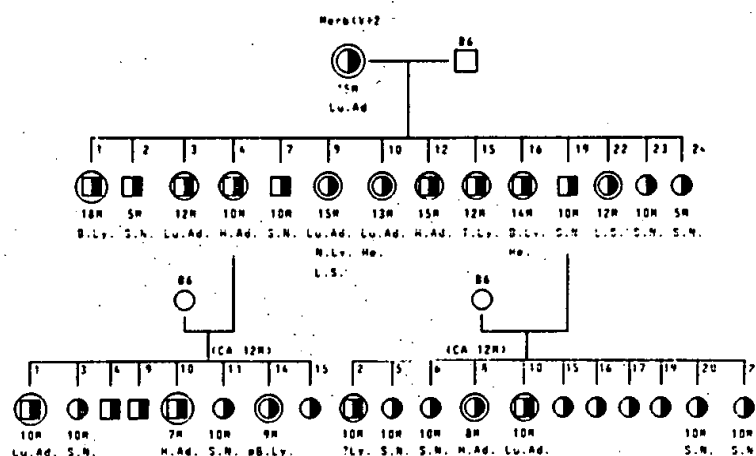 B6
15M
Lu.Ad
1 2 3 4 7 9 10 12 15 16 19 22 23 24
18M 5M 12M 10M 10M 15M 13M 15M 12M 14M 10M 12M 10M 5M
B.Ly. S.N. Lu.Ad. H.Ad. S.N. Lu.Ad. Lu.Ad. H.Ad. T.Ly. B.Ly. S.N L.S. S.N. S.N.
N.Ly. He. He.
L.S.
B6 B6
(CA 12M) (CA 12M)
1 3 4 9 10 11 14 15 2 5 6 8 10 15 16 17 19 20
10M 10M 7M 10M 9M 10M 10M 10M 8M 10M 10M 10M
Lu.Ad. S.N. H.Ad. S.N. S.N. S.N. H.Ad Lu.Ad. S.N. S.N